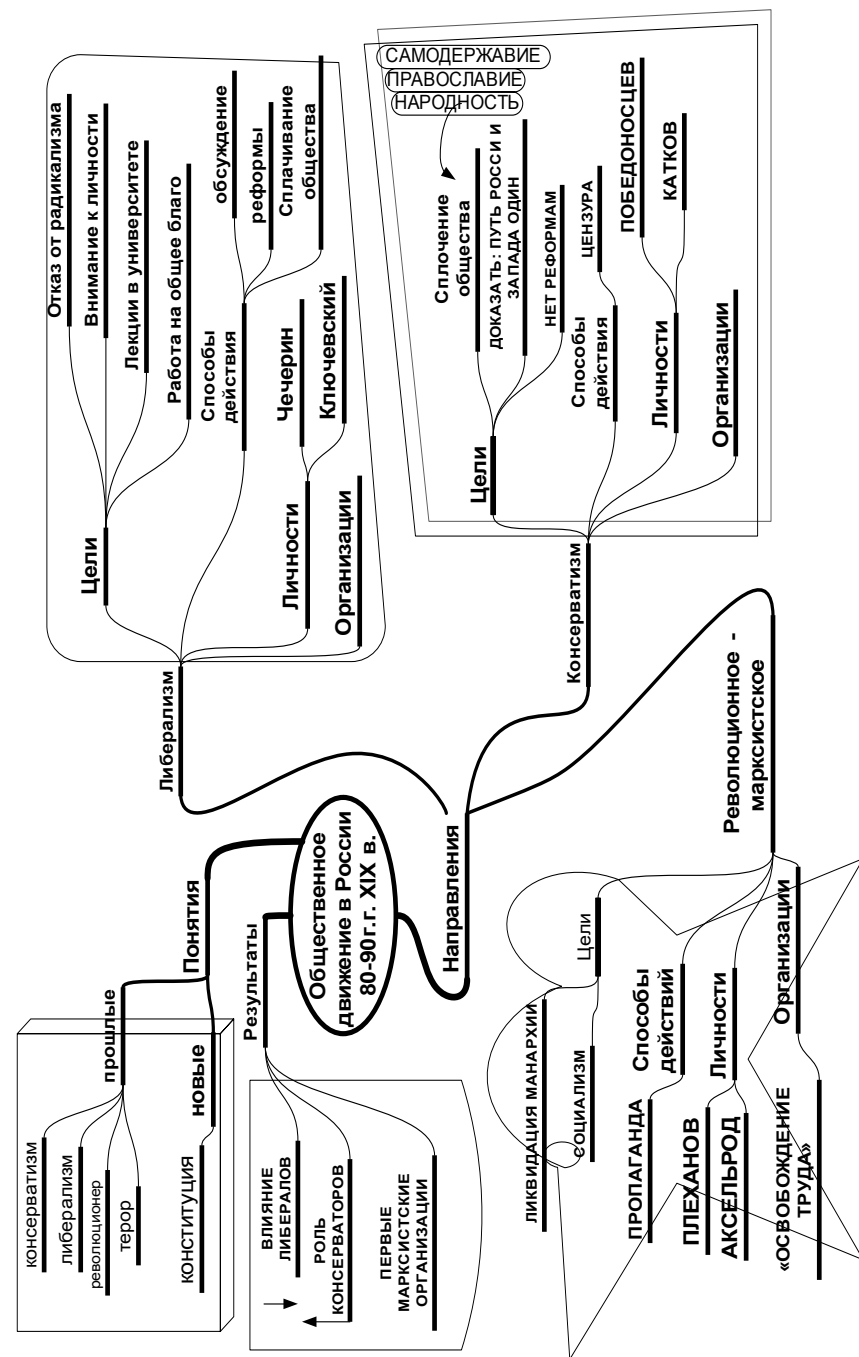 Общественное
движение в России
80-90г.г. XIX в.
Понятия
прошлые
консерватизм
либерализм
революционер
терор
новые
конституция
Результаты
ВЛИЯНИЕ
ЛИБЕРАЛОВ
РОЛЬ
КОНСЕРВАТОРОВ
ПЕРВЫЕ
МАРКСИСТСКИЕ
ОРГАНИЗАЦИИ
Направления
Либерализм
Цели
Отказ от радикализма
Внимание к личности
Лекции в университете
Работа на общее благо
Способы
действия
обсуждение
реформы
Сплачивание
общества
Личности
Чечерин
Ключевский
Организации
Консерватизм
Цели
Сплочение
общества
САМОДЕРЖАВИЕ
ПРАВОСЛАВИЕ
НАРОДНОСТЬ
ДОКАЗАТЬ: ПУТЬ РОССИ И
ЗАПАДА ОДИН
НЕТ РЕФОРМАМ
Способы
действия
ЦЕНЗУРА
Личности
ПОБЕДОНОСЦЕВ
КАТКОВ
Организации
Революционное -
марксистское
Цели
ЛИКВИДАЦИЯ МАНАРХИИ
СОЦИАЛИЗМ
Способы
действий
ПРОПАГАНДА
Личности
ПЛЕХАНОВ
АКСЕЛЬРОД
Организации
«ОСВОБОЖДЕНИЕ
ТРУДА»